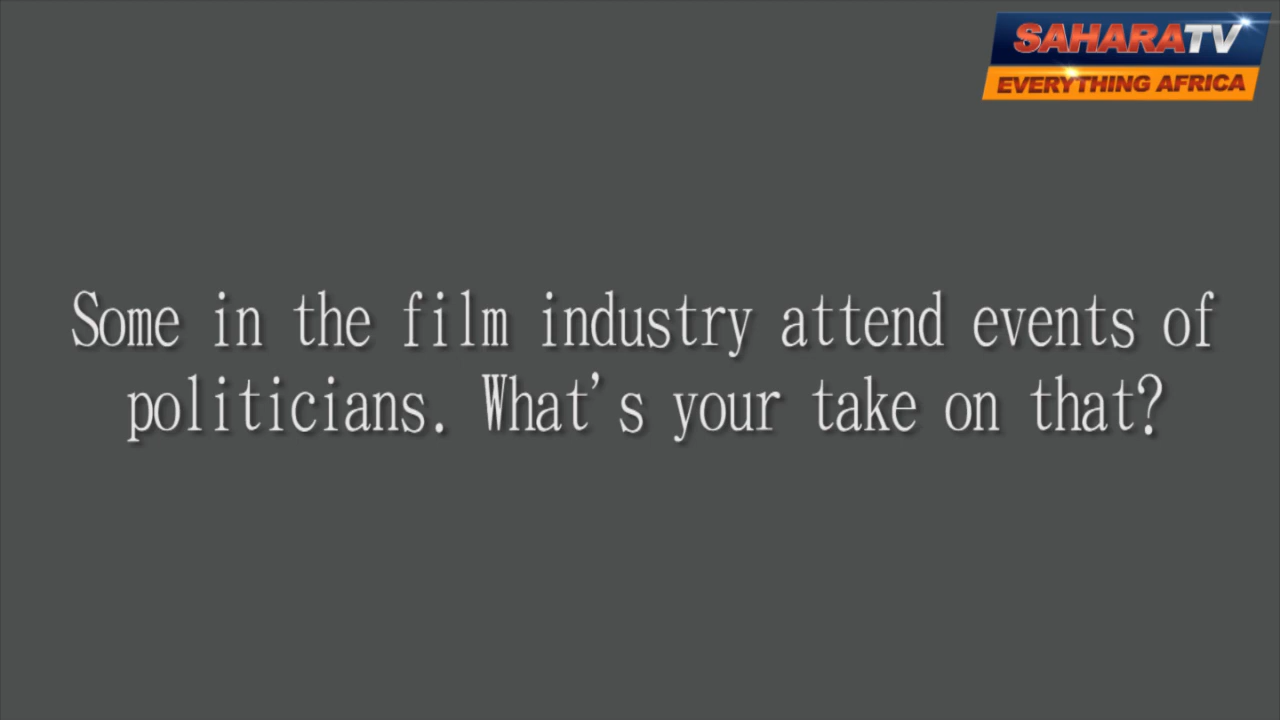 SAHARATV
EVERYTHING AFRICA
Some in the film industry attend events of
politicians. What's your take on that?